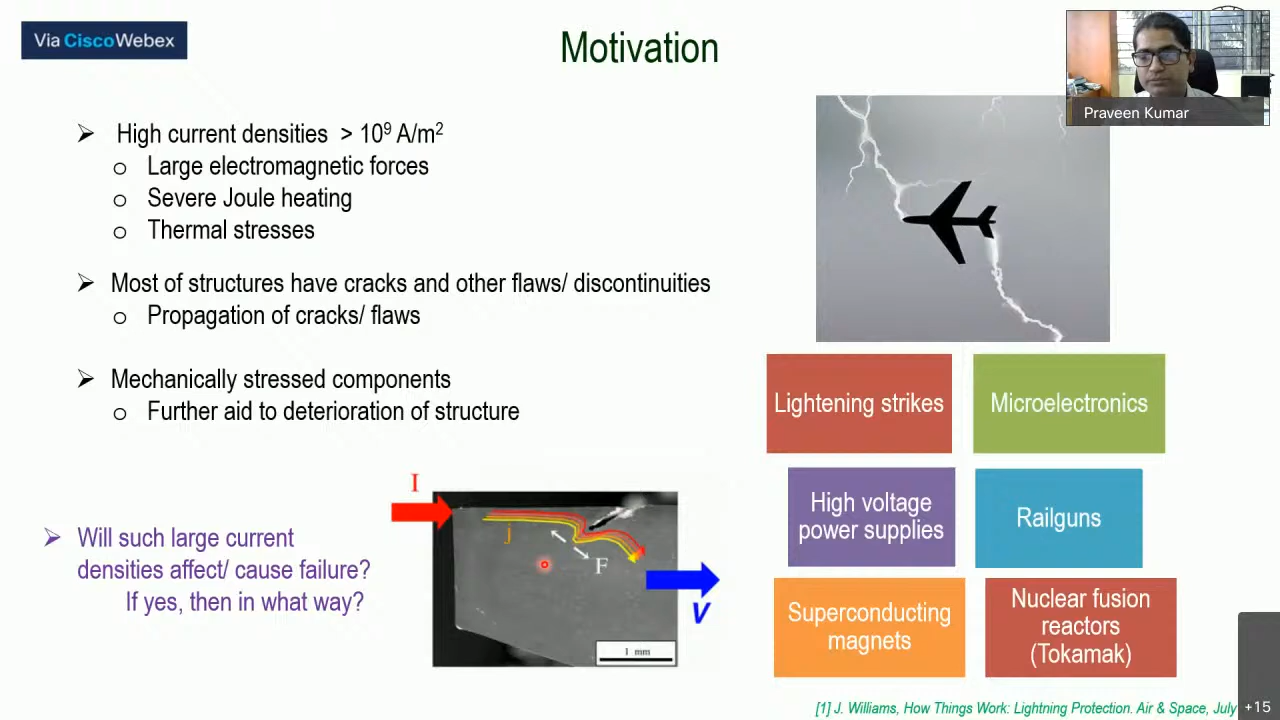 Via CiscoWebex
Motivation
Praveen Kumar
High current densities > 10⁹ A/m²
Large electromagnetic forces
Severe Joule heating
Thermal stresses
Most of structures have cracks and other flaws/ discontinuities
Propagation of cracks/ flaws
Mechanically stressed components
Further aid to deterioration of structure
Will such large current
densities affect/ cause failure?
If yes, then in what way?
I
j
F
V
1 mm
Lightening strikes
Microelectronics
High voltage
power supplies
Railguns
Superconducting
magnets
Nuclear fusion
reactors
(Tokamak)
[1] J. Williams, How Things Work: Lightning Protection. Air & Space, July
+15